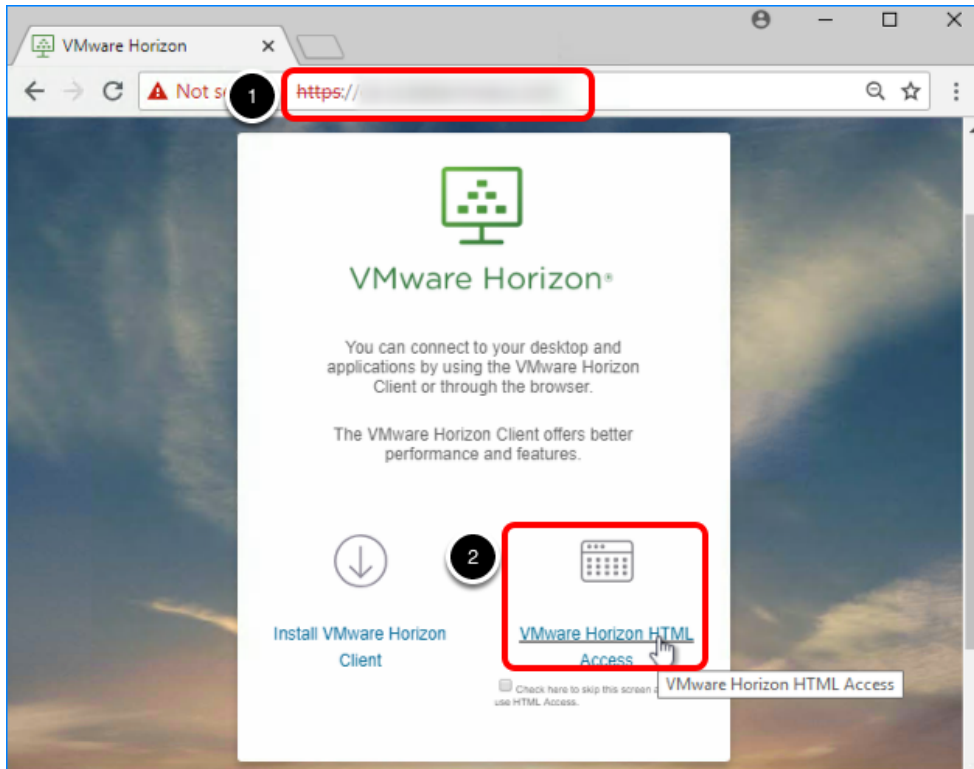 VMware Horizon
Not s
1
https://
VMware Horizon®
You can connect to your desktop and
applications by using the VMware Horizon
Client or through the browser.
The VMware Horizon Client offers better
performance and features.
2
Install VMware Horizon
Client
VMware Horizon HTML
Access
Check here to skip this screen
use HTML Access.
VMware Horizon HTML Access